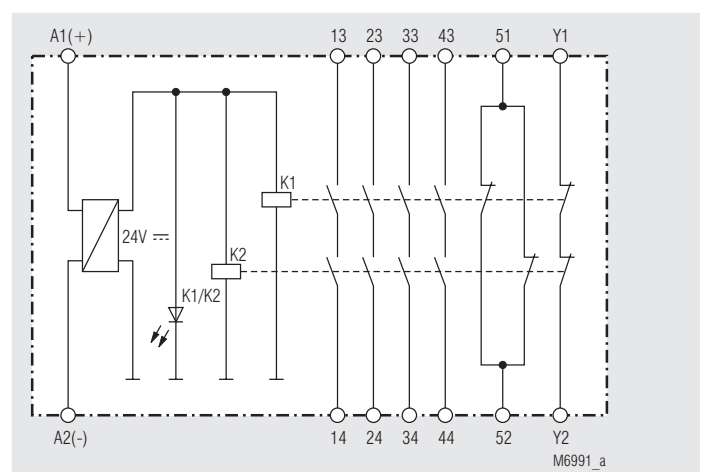 A1(+) 13 23 33 43 51 Y1
K1
24V
K2
K1/K2
A2(-) 14 24 34 44 52 Y2
M6991_a